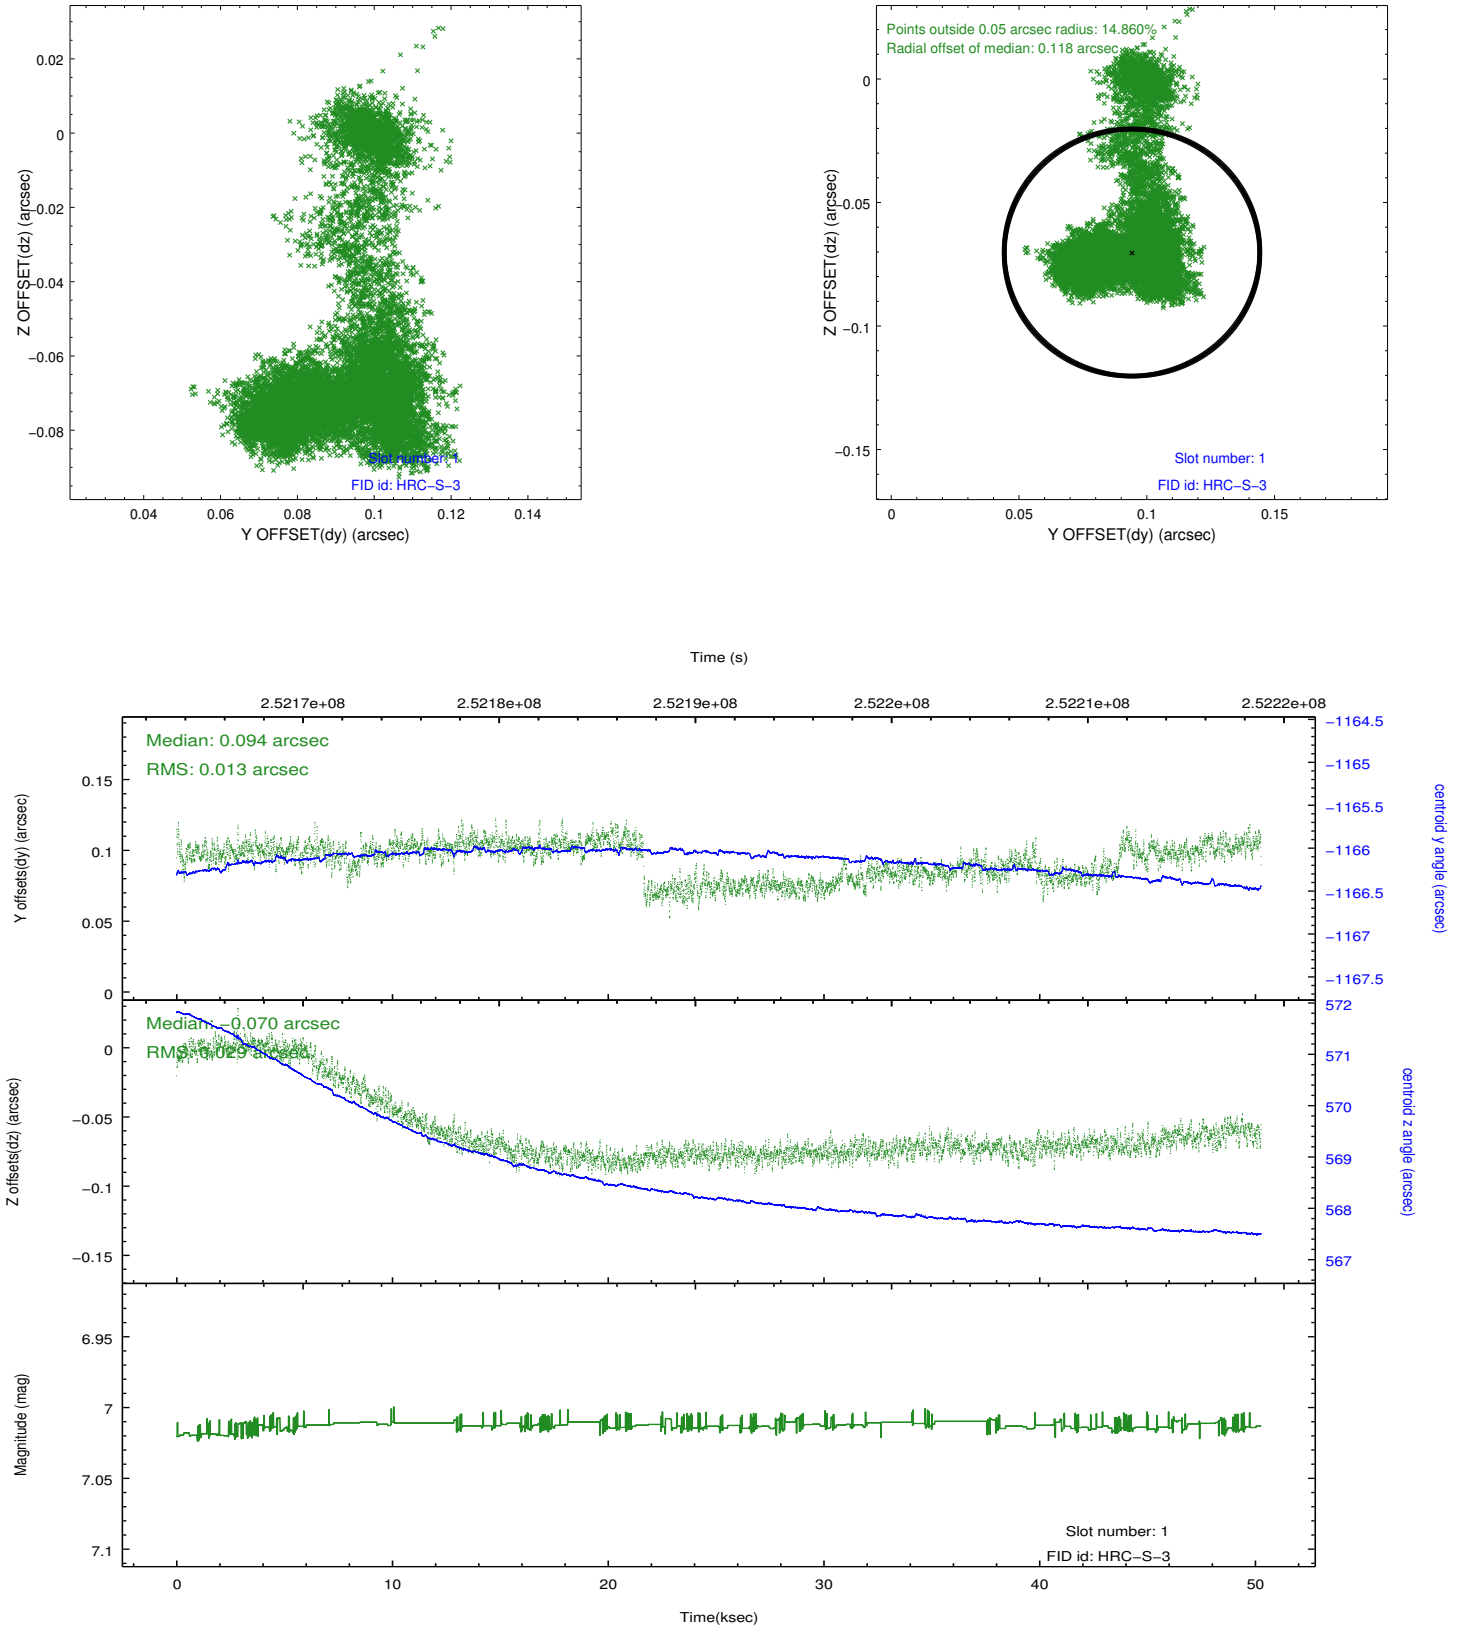 0.02
0
−0.02
−0.04
−0.06
−0.08
Z OFFSET(dz) (arcsec)
Slot number: 1
FID id: HRC−S−3
0.04
0.06
0.08
0.1
0.12
0.14
Y OFFSET(dy) (arcsec)
Points outside 0.05 arcsec radius: 14.860%
Radial offset of median: 0.118 arcsec
0
−0.05
−0.1
−0.15
Z OFFSET(dz) (arcsec)
Slot number: 1
FID id: HRC−S−3
0
0.05
0.1
0.15
Y OFFSET(dy) (arcsec)
Time (s)
2.5217e+08
2.5218e+08
2.5219e+08
2.522e+08
2.5221e+08
2.5222e+08
Median: 0.094 arcsec
RMS: 0.013 arcsec
0.15
0.1
0.05
0
Y offsets(dy) (arcsec)
−1164.5
−1165
−1165.5
−1166
−1166.5
−1167
−1167.5
centroid y angle (arcsec)
Median: −0.070 arcsec
RMS: 0.029 arcsec
0
−0.05
−0.1
−0.15
Z offsets(dz) (arcsec)
572
571
570
569
568
567
centroid z angle (arcsec)
6.95
7
7.05
7.1
Magnitude (mag)
Slot number: 1
FID id: HRC−S−3
0
10
20
30
40
50
Time(ksec)